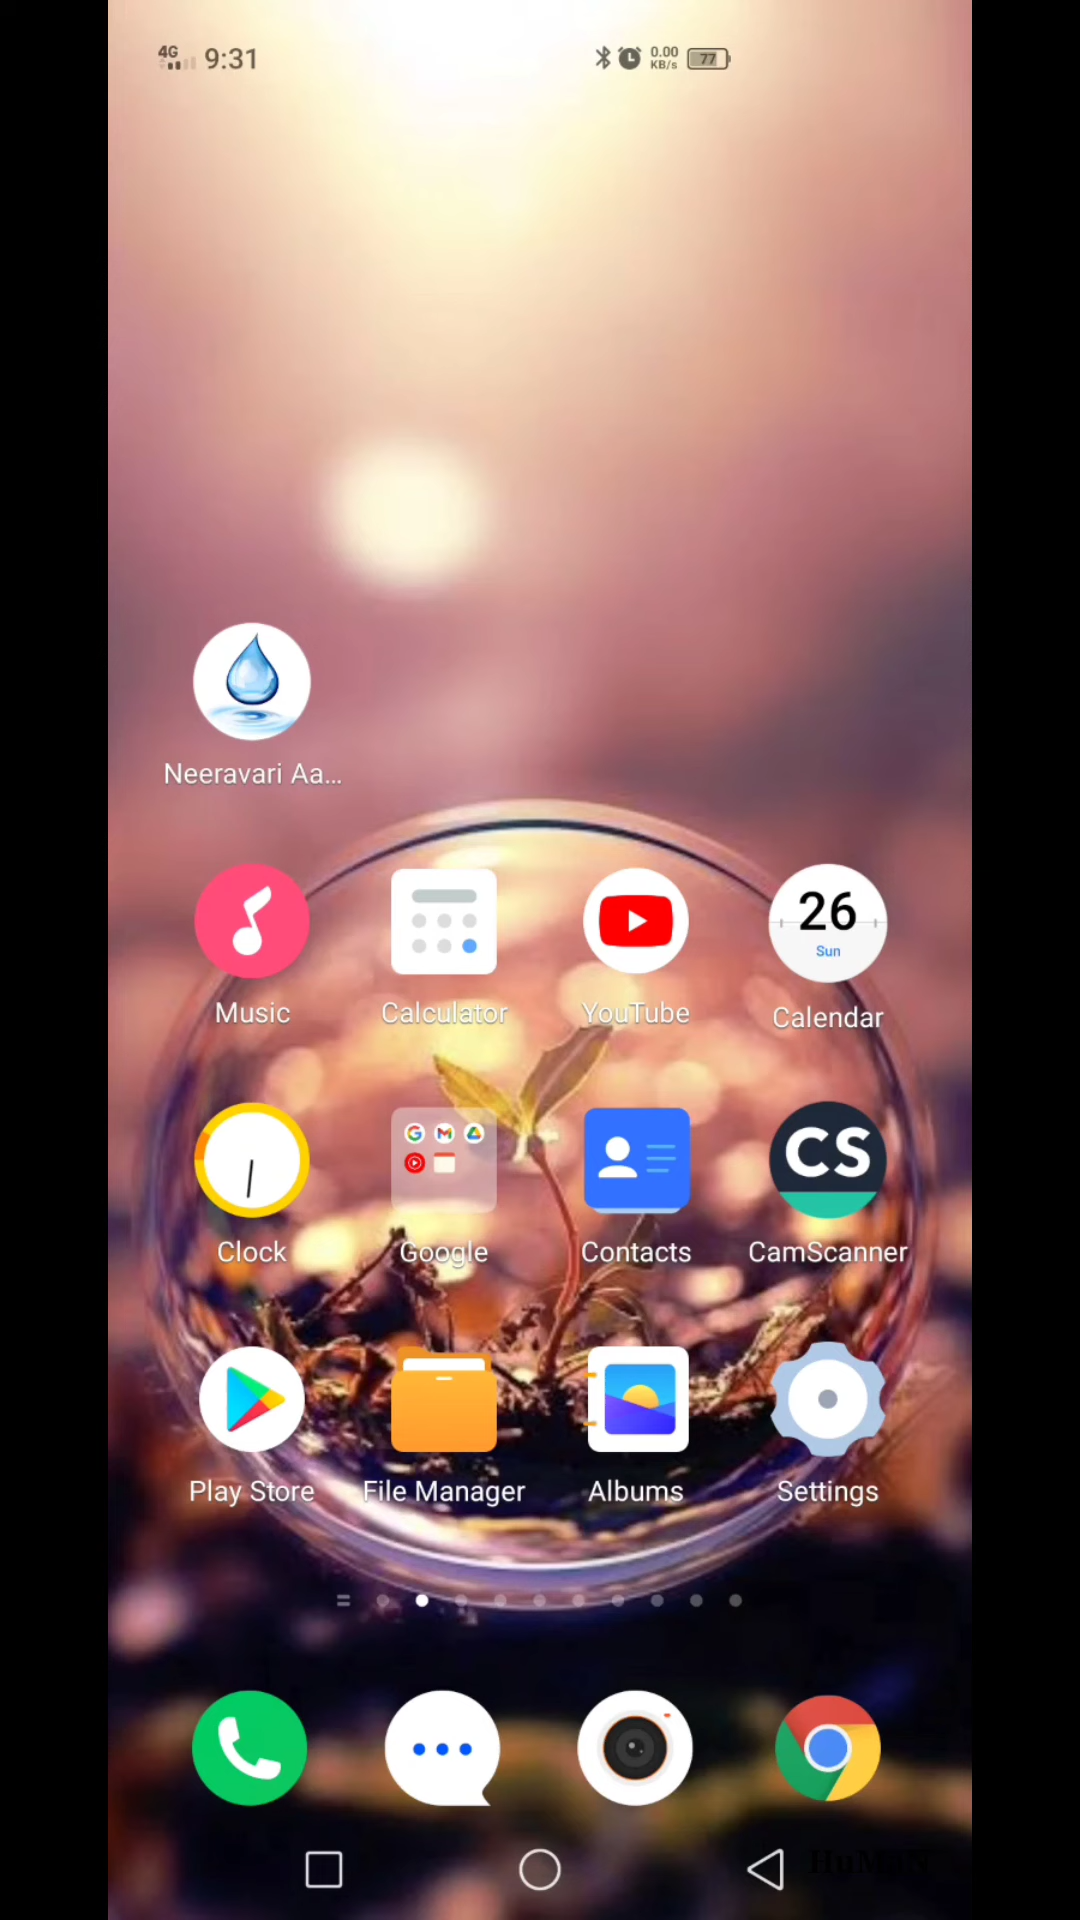 4G 9:31 0.00 KB/s 77
Neeravari Aa...
26
Sun
Music Calculator YouTube Calendar
CS
Clock Google Contacts CamScanner
Play Store File Manager Albums Settings